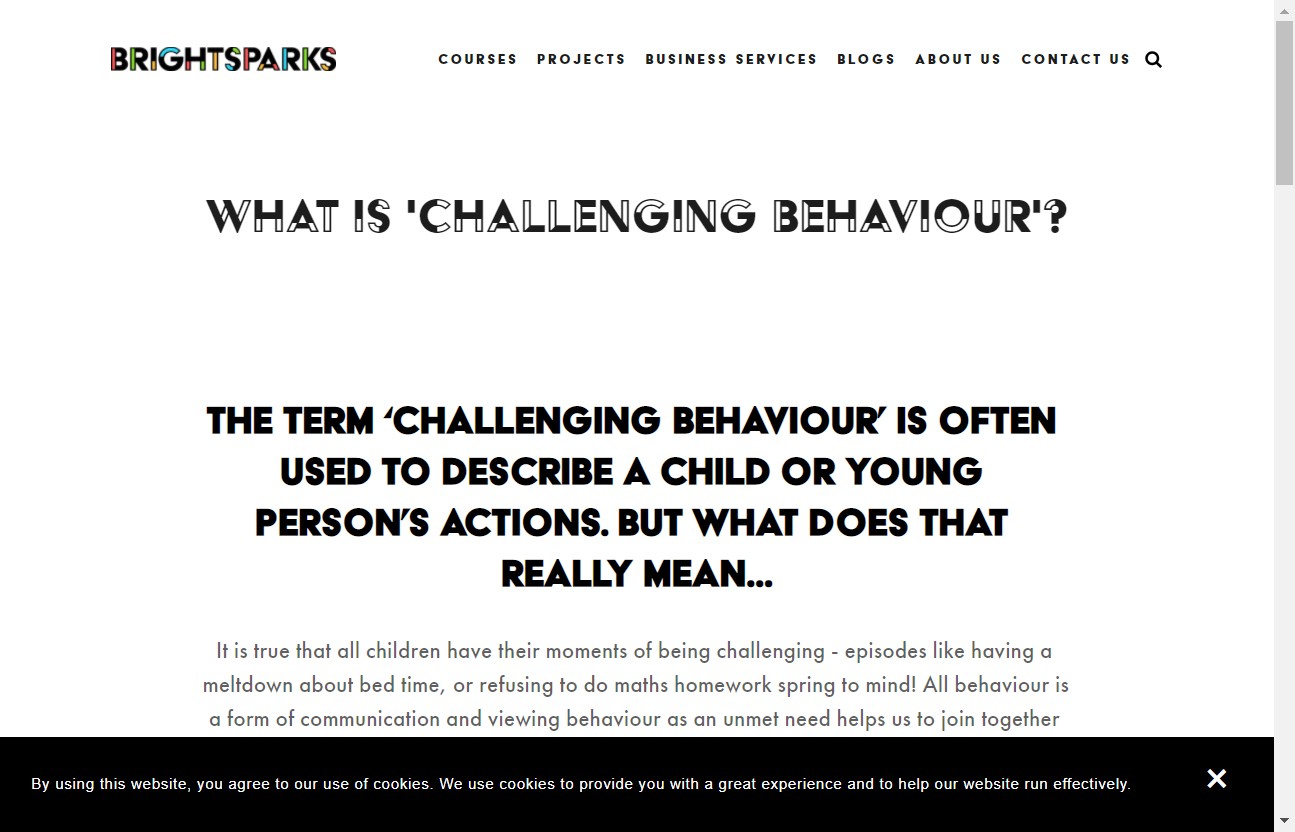 BRIGHTSPARKS
COURSES PROJECTS BUSINESS SERVICES BLOGS ABOUT US CONTACT US
WHAT IS 'CHALLENGING BEHAVIOUR'?
THE TERM ‘CHALLENGING BEHAVIOUR’ IS OFTEN
USED TO DESCRIBE A CHILD OR YOUNG
PERSON’S ACTIONS. BUT WHAT DOES THAT
REALLY MEAN...
It is true that all children have their moments of being challenging - episodes like having a
meltdown about bed time, or refusing to do maths homework spring to mind! All behaviour is
a form of communication and viewing behaviour as an unmet need helps us to join together
By using this website, you agree to our use of cookies. We use cookies to provide you with a great experience and to help our website run effectively.